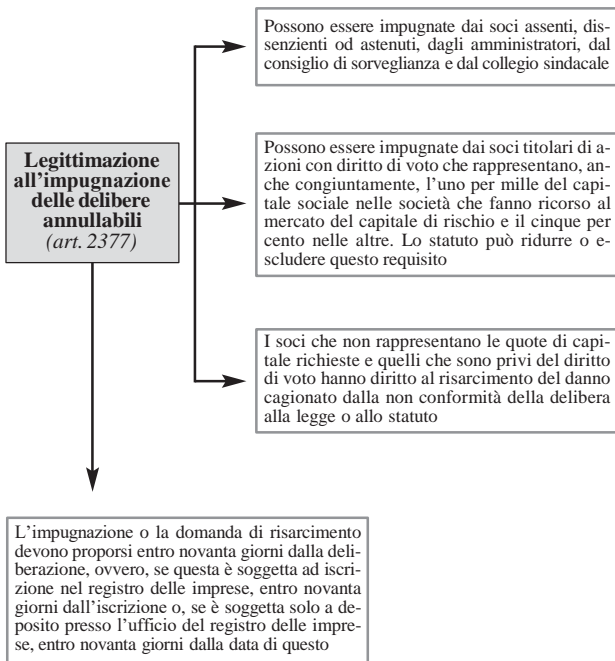 Possono essere impugnate dai soci assenti, dis-
senzienti od astenuti, dagli amministratori, dal
consiglio di sorveglianza e dal collegio sindacale
Legittimazione
all’impugnazione
delle delibere
annullabili
(art. 2377)
Possono essere impugnate dai soci titolari di a-
zioni con diritto di voto che rappresentano, an-
che congiuntamente, l’uno per mille del capi-
tale sociale nelle società che fanno ricorso al
mercato del capitale di rischio e il cinque per
cento nelle altre. Lo statuto può ridurre o e-
scludere questo requisito
I soci che non rappresentano le quote di capi-
tale richieste e quelli che sono privi del diritto
di voto hanno diritto al risarcimento del danno
cagionato dalla non conformità della delibera
alla legge o allo statuto
L’impugnazione o la domanda di risarcimento
devono proporsi entro novanta giorni dalla deli-
berazione, ovvero, se questa è soggetta ad iscri-
zione nel registro delle imprese, entro novanta
giorni dall’iscrizione o, se è soggetta solo a de-
posito presso l’ufficio del registro delle impre-
se, entro novanta giorni dalla data di questo